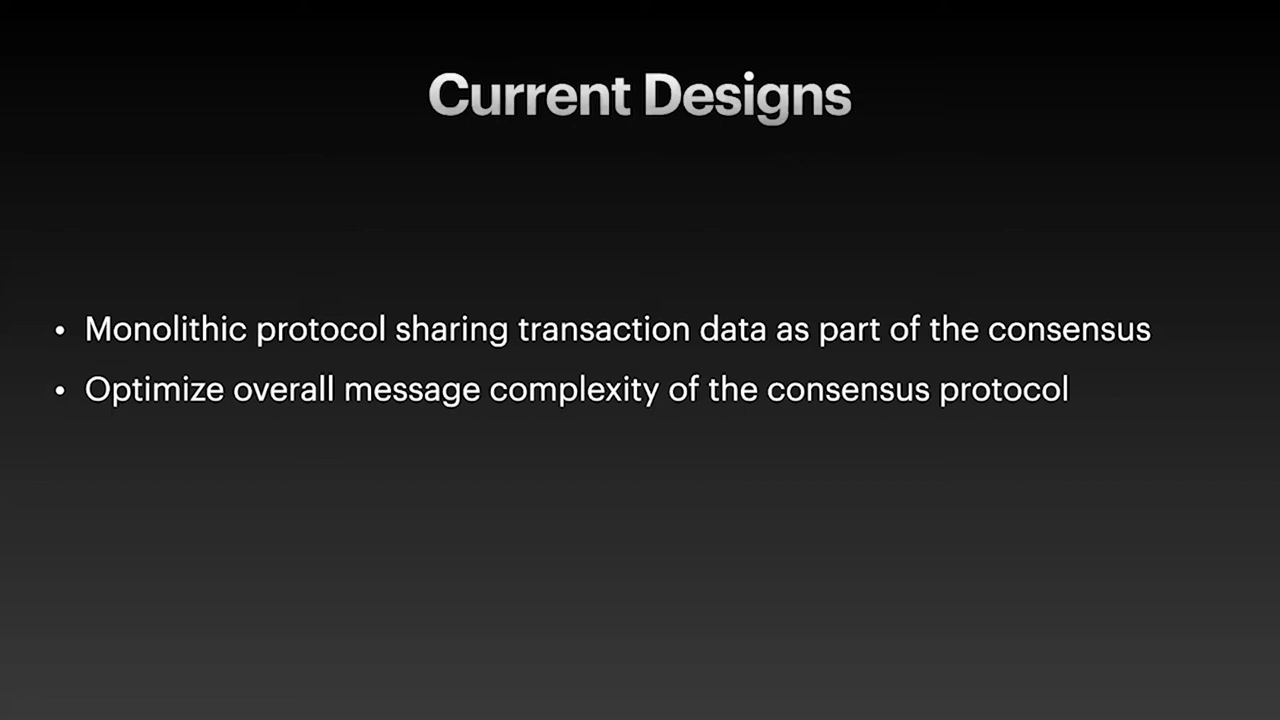 Current Designs
• Monolithic protocol sharing transaction data as part of the consensus
• Optimize overall message complexity of the consensus protocol